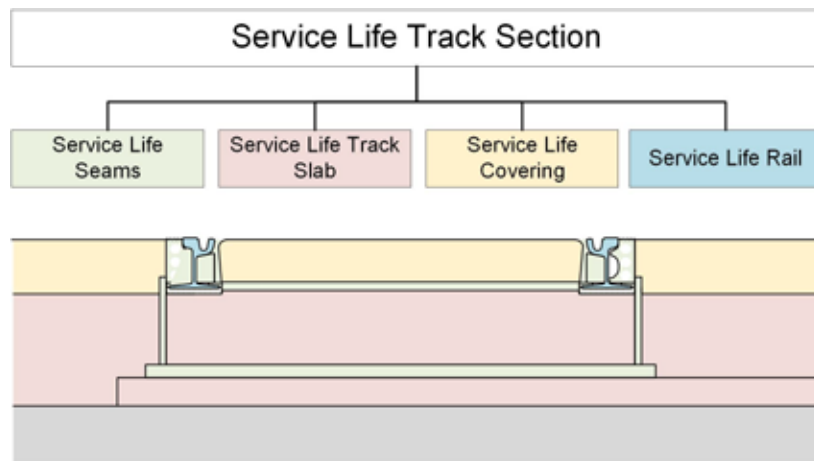 Service Life Track Section
Service Life
Seams
Service Life Track
Slab
Service Life
Covering
Service Life Rail